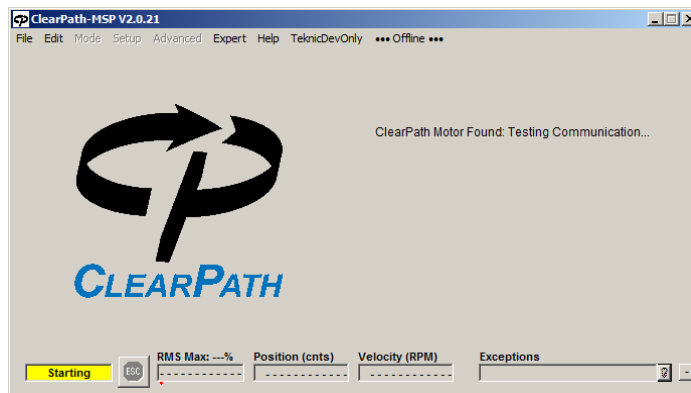 ClearPath-MSP V2.0.21
File Edit Mode Setup Advanced Expert Help TeknicDevOnly ••• Offline •••
ClearPath Motor Found: Testing Communication...
CLEARPATH
RMS Max: ---% Position (cnts) Velocity (RPM) Exceptions
Starting ESC ------------ ------------ ------------